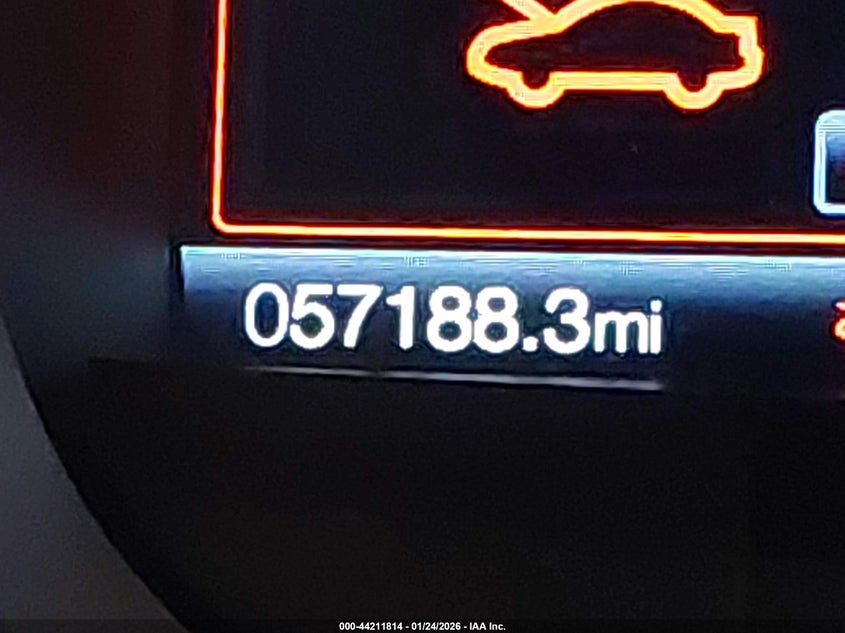 057188.3mi
000-44211814 - 01/24/2026 - IAA Inc.